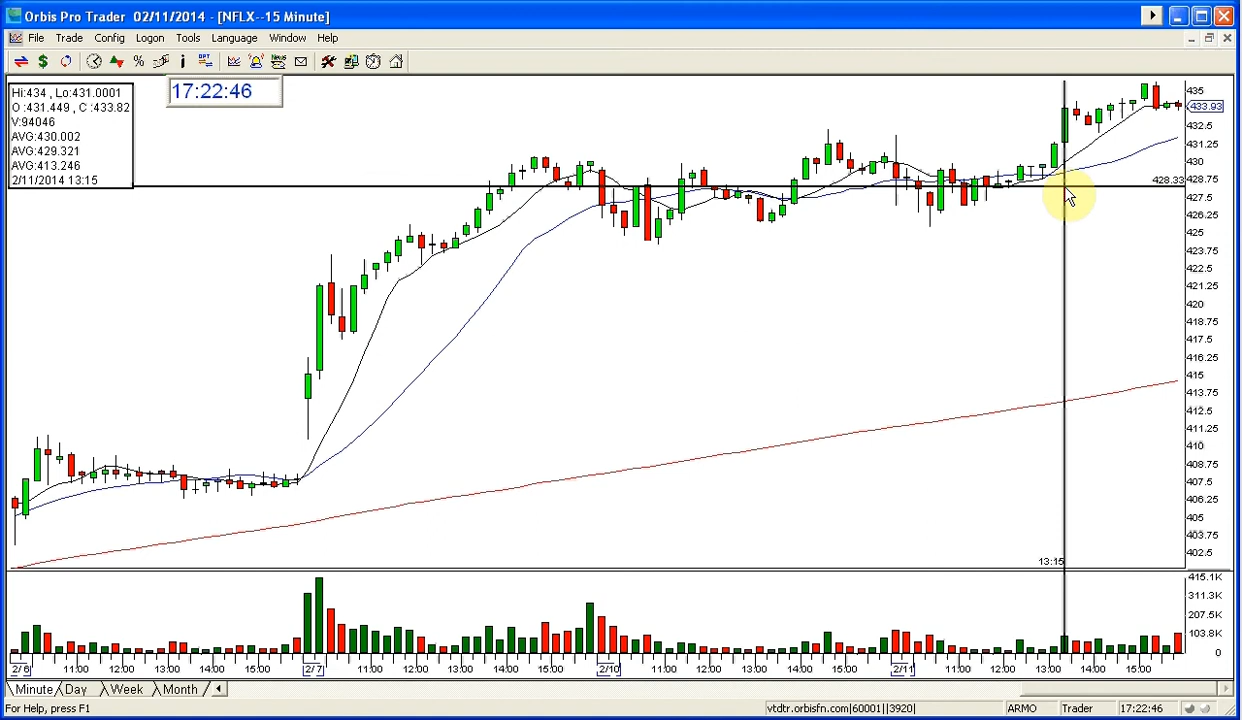 Orbis Pro Trader 02/11/2014 - [NFLX--15 Minute]
File Trade Config Logon Tools Language Window Help
17:22:46
Hi:434 , Lo:431.0001
O :431.449 , C :433.82
V:94046
AVG:430.002
AVG:429.321
AVG:413.246
2/11/2014 13:15
435
433.93
432.5
431.25
430
428.75
428.33
427.5
426.25
425
423.75
422.5
421.25
420
418.75
417.5
416.25
415
413.75
412.5
411.25
410
408.75
407.5
406.25
405
403.75
402.5
13:15
415.1K
311.3K
207.5K
103.8K
0
2/6 11:00 12:00 13:00 14:00 15:00 2/7 11:00 12:00 13:00 14:00 15:00 2/10 11:00 12:00 13:00 14:00 15:00 2/11 11:00 12:00 13:00 14:00 15:00
Minute Day Week Month
For Help, press F1 vtdtr.orbisfn.com|60001||3920| ARMO Trader 17:22:46